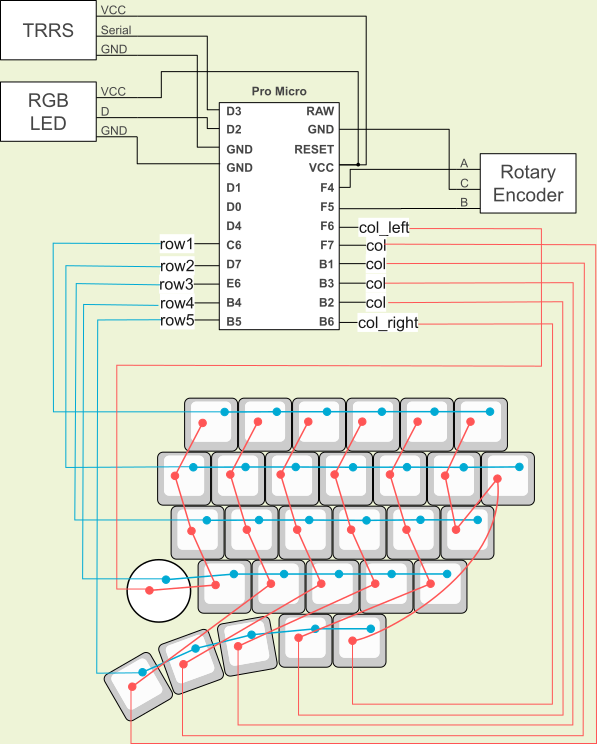 VCC
TRRS
Serial
GND
RGB
LED
VCC
D
GND
Pro Micro
D3
RAW
D2
GND
GND
RESET
GND
VCC
D1
F4
D0
F5
D4
F6
C6
F7
D7
B1
E6
B3
B4
B2
B5
B6
A
C
B
Rotary
Encoder
row1
row2
row3
row4
row5
col_left
col
col
col
col
col_right